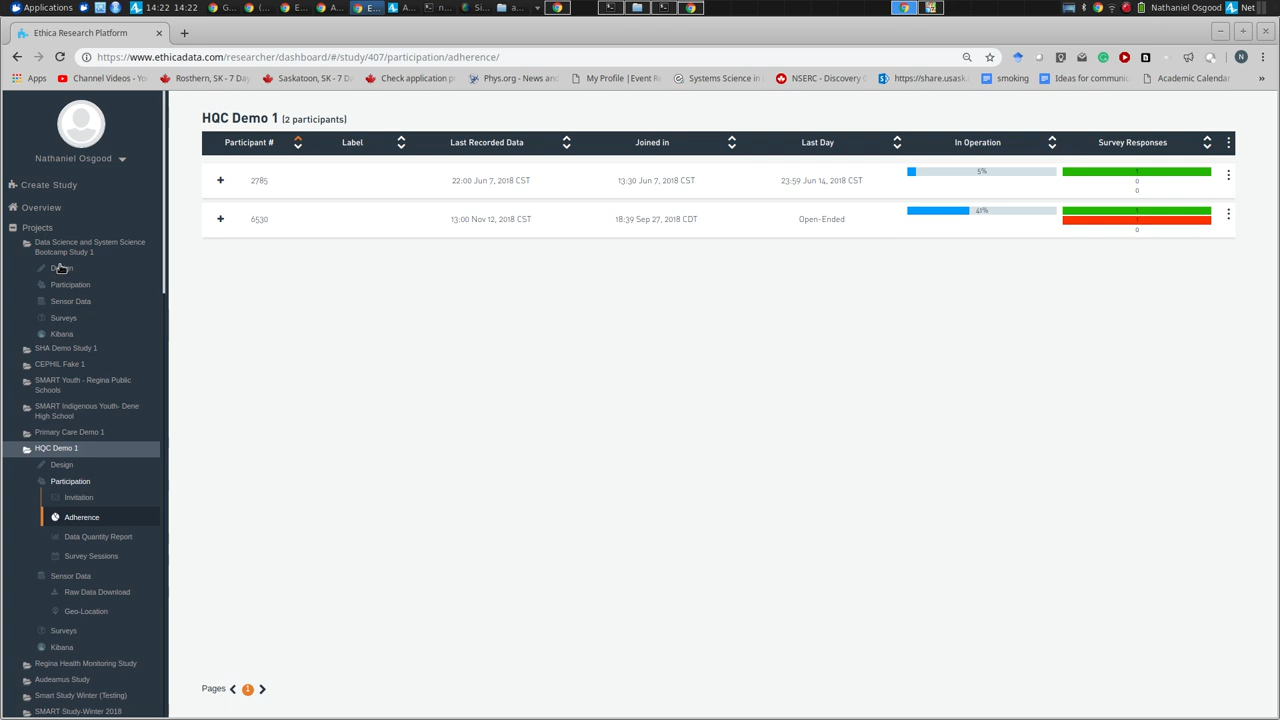 Applications
14:22 14:22
G
(
E...
A...
E...
A...
n...
Si...
a...
Nathaniel Osgood
Net
Ethica Research Platform
https://www.ethicadata.com/researcher/dashboard/#/study/407/participation/adherence/
N
Apps
Channel Videos - Yo
Rosthern, SK - 7 Day
Saskatoon, SK - 7 D
Check application p
Phys.org - News and
My Profile |Event R
Systems Science in
NSERC - Discovery G
https://share.usask
smoking
Ideas for communic
Academic Calendar
»
Nathaniel Osgood
Create Study
Overview
Projects
Data Science and System Science
Bootcamp Study 1
Participation
Sensor Data
Surveys
Kibana
SHA Demo Study 1
CEPHIL Fake 1
SMART Youth - Regina Public
Schools
SMART Indigenous Youth- Dene
High School
Primary Care Demo 1
HQC Demo 1
Design
Participation
Invitation
Adherence
Data Quantity Report
Survey Sessions
Sensor Data
Raw Data Download
Geo-Location
Surveys
Kibana
Regina Health Monitoring Study
Audeamus Study
Smart Study Winter (Testing)
SMART Study-Winter 2018
HQC Demo 1 (2 participants)
Participant # Label Last Recorded Data Joined in Last Day In Operation Survey Responses
2785 22:00 Jun 7, 2018 CST 13:30 Jun 7, 2018 CST 23:59 Jun 14, 2018 CST 5% 1
0
0
6530 13:00 Nov 12, 2018 CST 18:39 Sep 27, 2018 CDT Open-Ended 41% 1
1
0
Pages 1